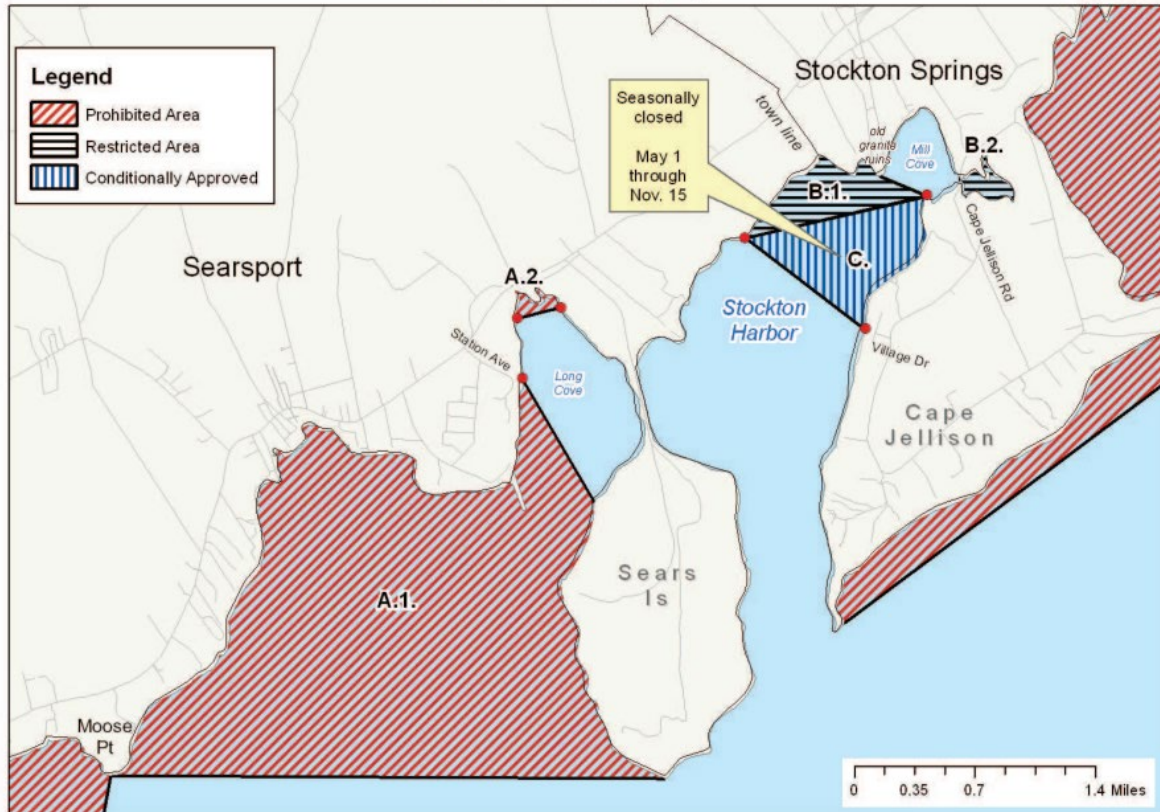 Legend
Prohibited Area
Restricted Area
Conditionally Approved
Stockton Springs
Seasonally
closed
May 1
through
Nov. 15
town line
old
granite
ruins
Mill
Cove
B.2.
B.1.
Cape Jellison Rd
C.
Searsport
A.2.
Stockton
Harbor
Station Ave
Long
Cove
Village Dr
Cape
Jellison
Sears
Is
A.1.
Moose
Pt
0 0.35 0.7 1.4 Miles